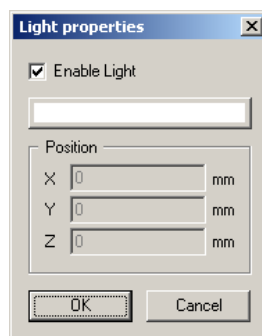 Light properties
Enable Light
Position
X 0 mm
Y 0 mm
Z 0 mm
OK Cancel